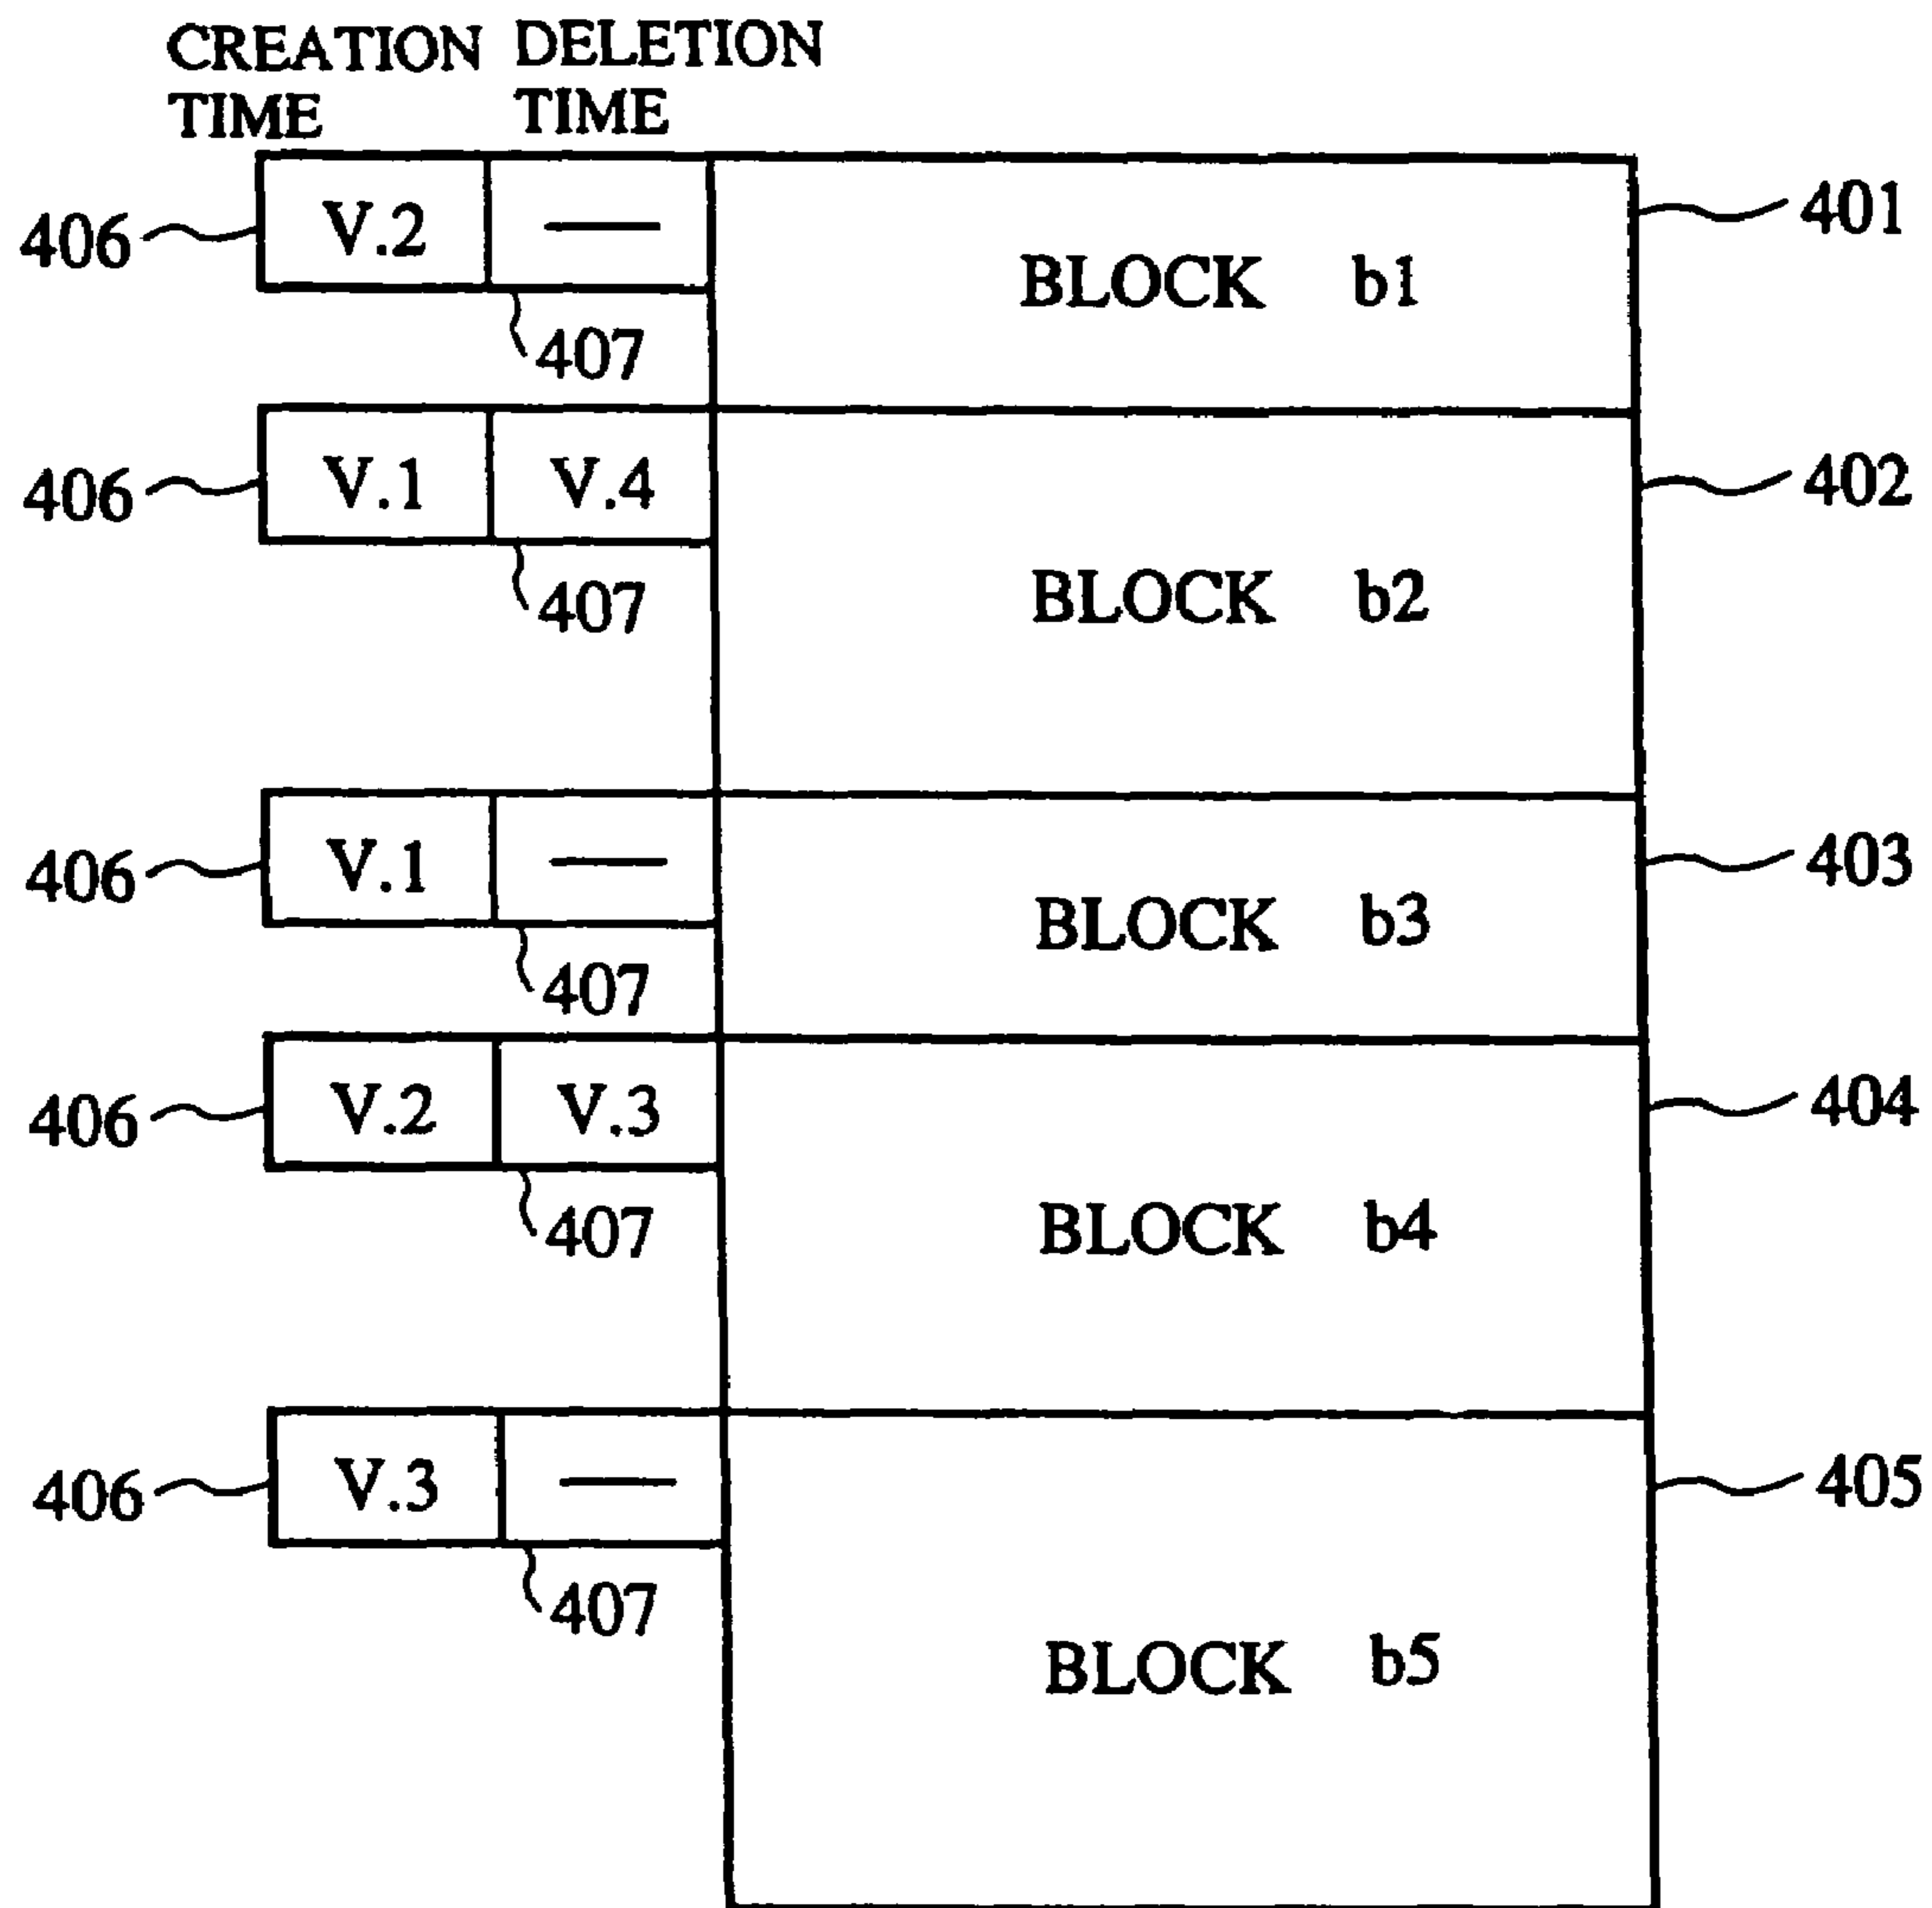 CREATION DELETION
TIME TIME
406 V.2 — 401
BLOCK b1
407
406 V.1 V.4 402
BLOCK b2
407
406 V.1 — 403
BLOCK b3
407
406 V.2 V.3 404
BLOCK b4
407
406 V.3 — 405
407
BLOCK b5